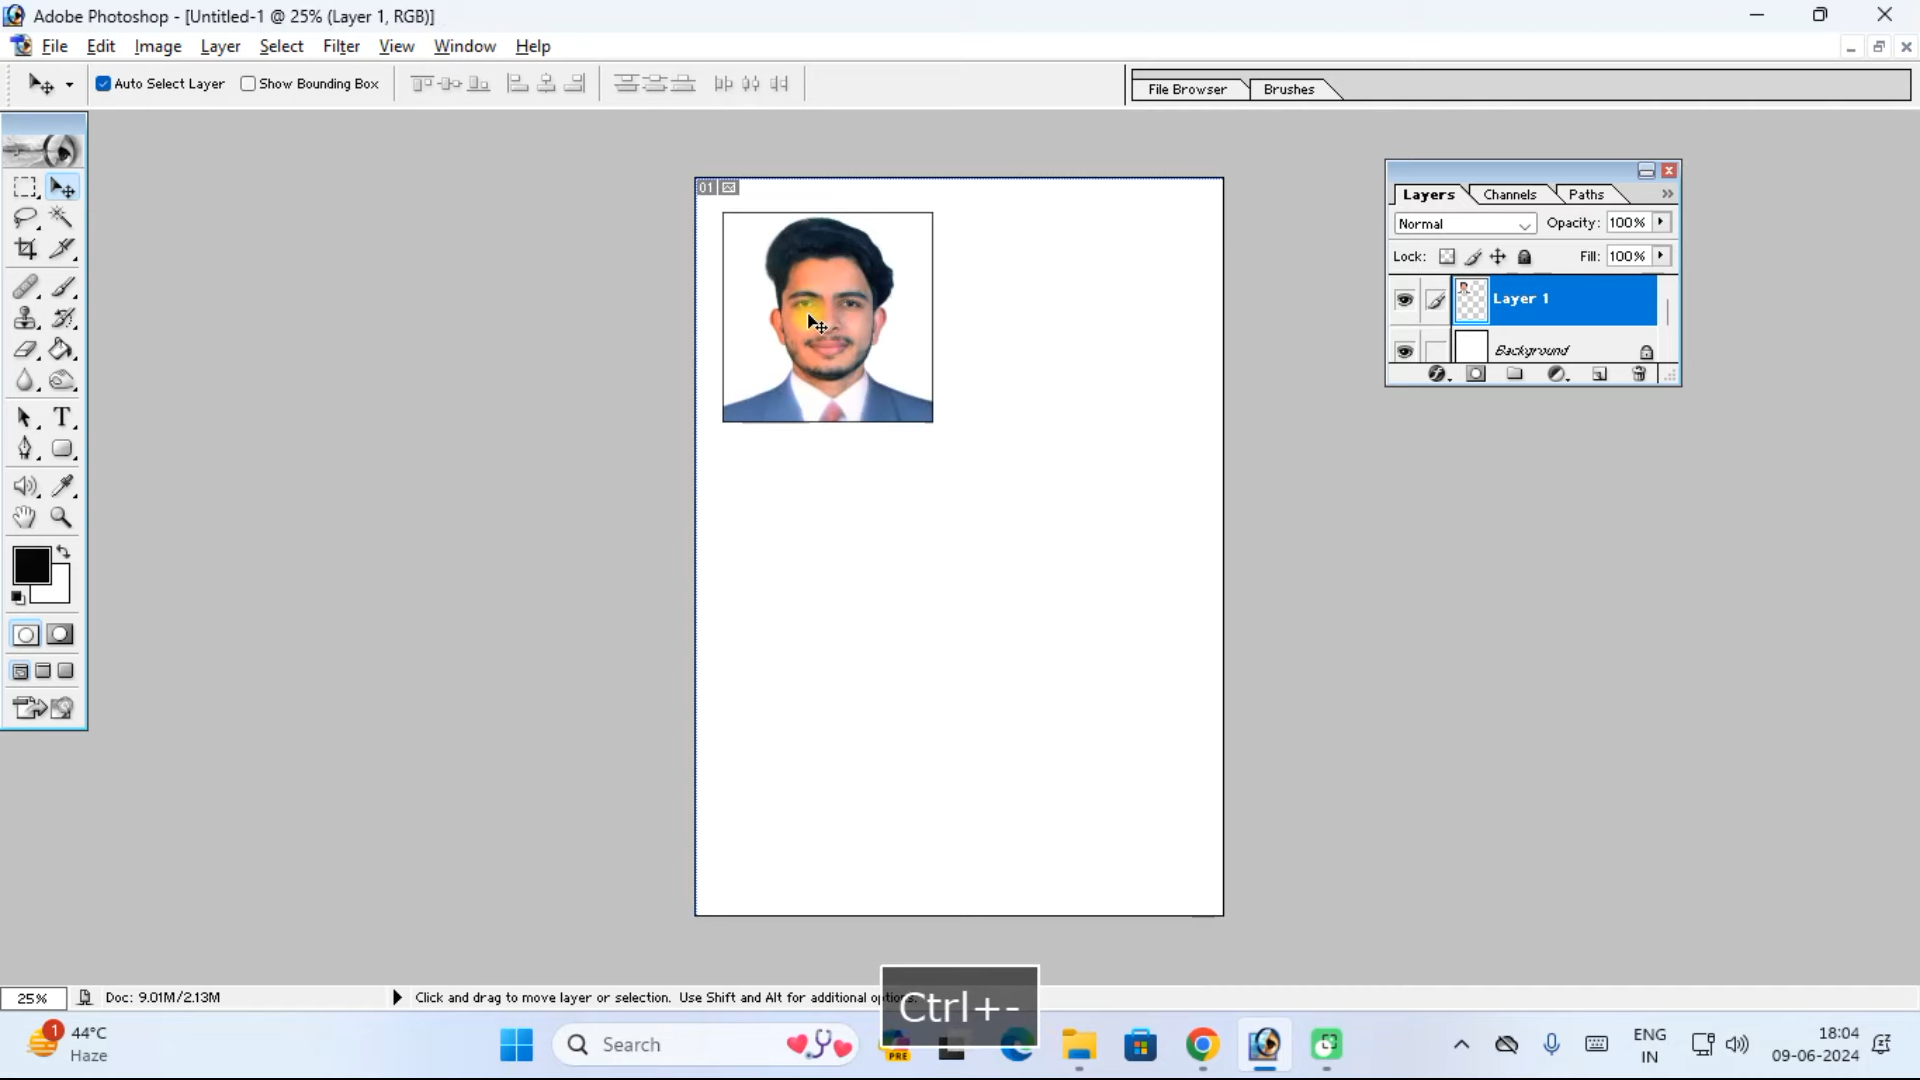 Adobe Photoshop - [Untitled-1 @ 25% (Layer 1, RGB)]
File Edit Image Layer Select Filter View Window Help
Auto Select Layer Show Bounding Box
File Browser Brushes
01
Layers Channels Paths
Normal Opacity: 100%
Lock: Fill: 100%
Layer 1
Background
T
25% Doc: 9.01M/2.13M Click and drag to move layer or selection. Use Shift and Alt for additional options.
Ctrl+-
1 44°C
Haze
Search
PRE
ENG
IN
18:04
09-06-2024